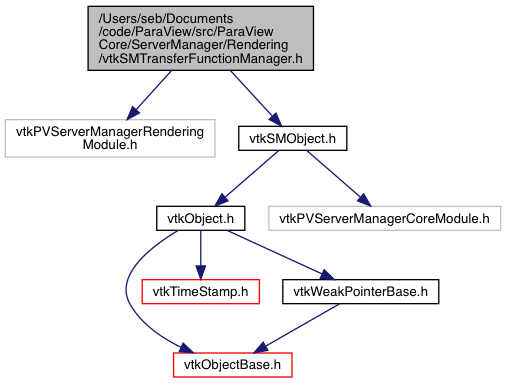 /Users/seb/Documents
/code/ParaView/src/ParaView
Core/ServerManager/Rendering
/vtkSMTransferFunctionManager.h
vtkPVServerManagerRendering
Module.h
vtkSMObject.h
vtkObject.h
vtkPVServerManagerCoreModule.h
vtkTimeStamp.h
vtkWeakPointerBase.h
vtkObjectBase.h